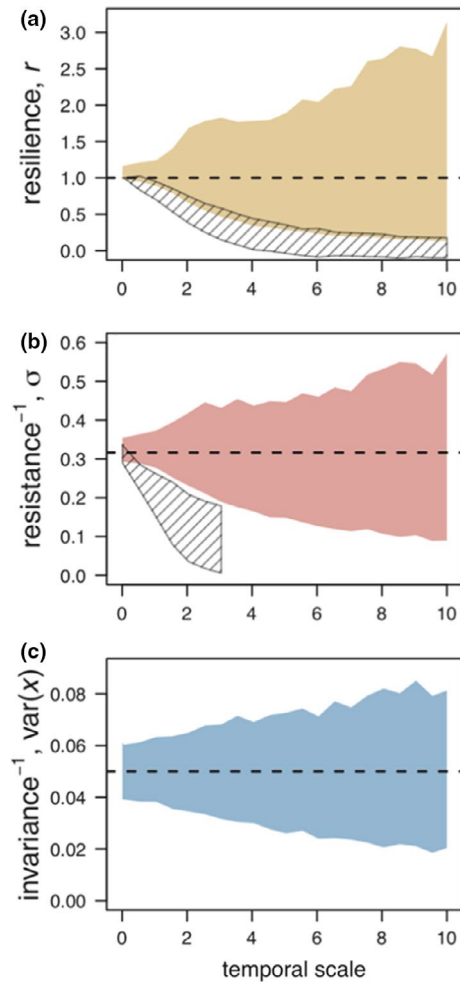 (a)
resilience, r
3.0
2.5
2.0
1.5
1.0
0.5
0.0
0 2 4 6 8 10
(b)
resistance⁻¹, σ
0.6
0.5
0.4
0.3
0.2
0.1
0.0
0 2 4 6 8 10
(c)
invariance⁻¹, var(x)
0.08
0.06
0.04
0.02
0.00
0 2 4 6 8 10
temporal scale